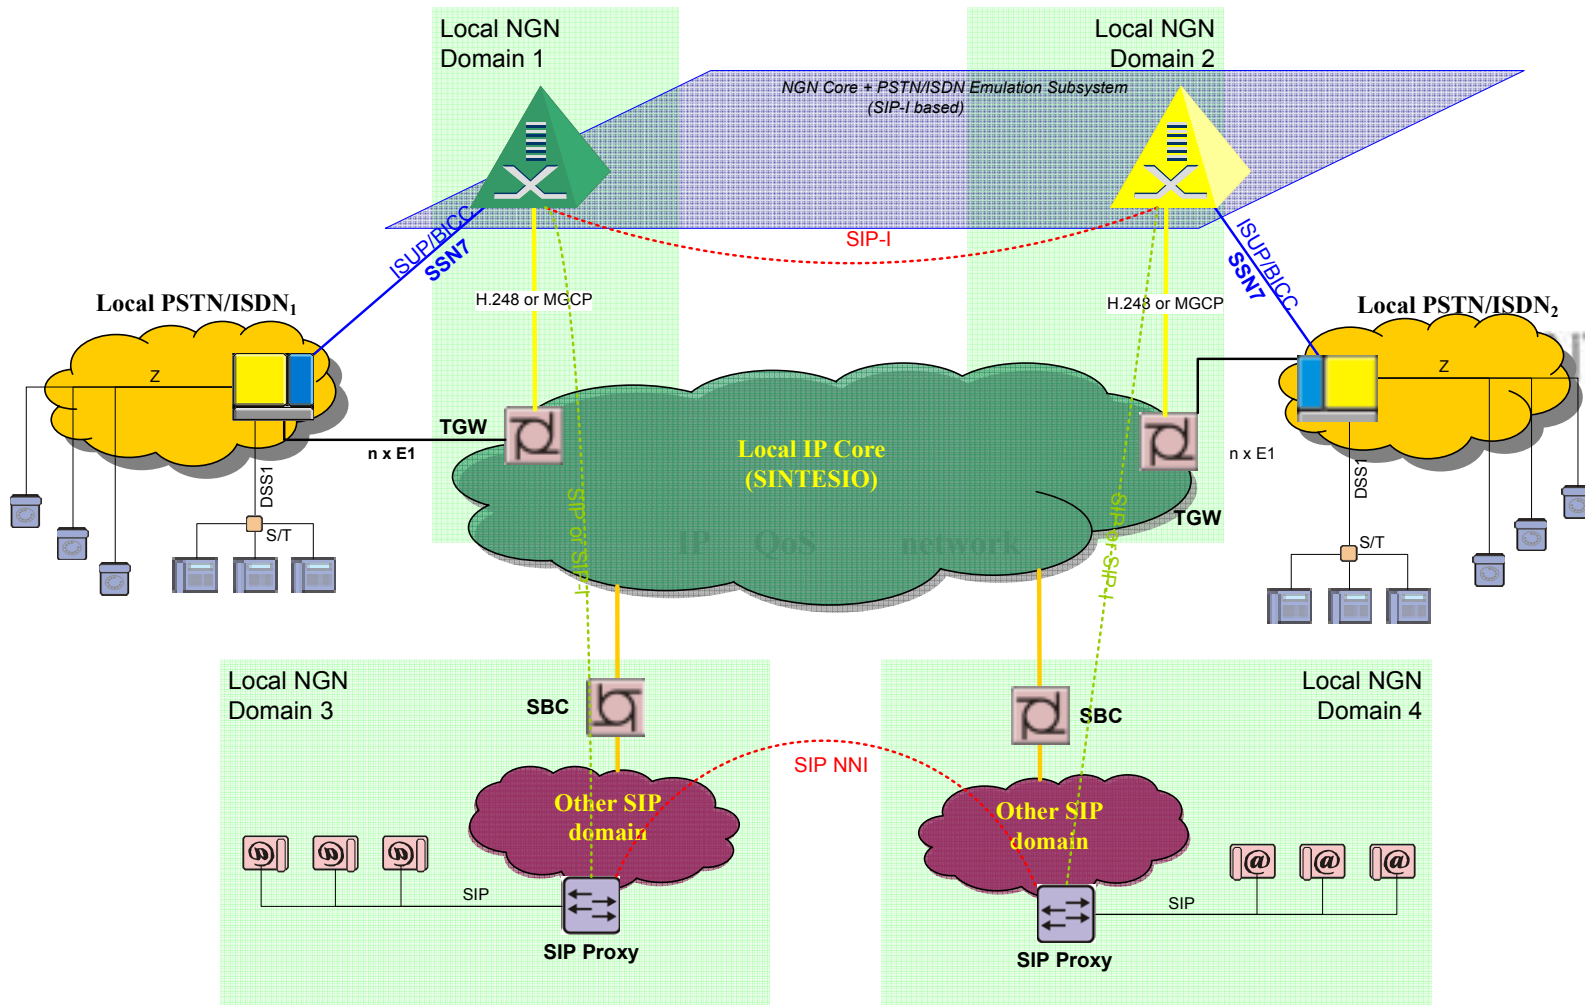 Local NGN
Domain 1
Local NGN
Domain 2
NGN Core + PSTN/ISDN Emulation Subsystem
(SIP-I based)
ISUP/BICC
SSN7
SIP-I
ISUP/BICC
SSN7
H.248 or MGCP
H.248 or MGCP
Local PSTN/ISDN1
Local PSTN/ISDN2
Z
Z
TGW
n x E1
Local IP Core
(SINTESIO)
n x E1
TGW
DSS1
DSS1
S/T
S/T
SIP or SIP-I
SIP or SIP-I
IP QoS network
Local NGN
Domain 3
Local NGN
Domain 4
SBC
SBC
SIP NNI
Other SIP
domain
Other SIP
domain
@ @ @
@ @ @
SIP
SIP
SIP Proxy
SIP Proxy